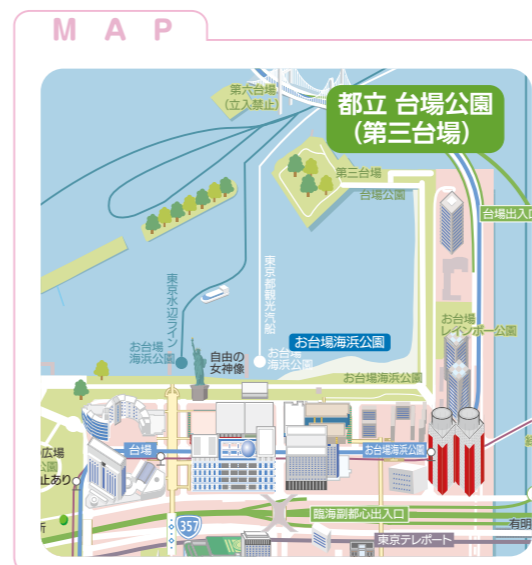 MAP
第六台場
(立入禁止)
都立 台場公園
(第三台場)
第三台場
台場公園
台場出入口
東京水辺ライン
東京都観光汽船
お台場
レインボー公園
お台場海浜公園
お台場
海浜公園
自由の
女神像
お台場
海浜公園
お台場海浜公園
広場
公園
止あり
台場
お台場海浜公園
臨海副都心出入口
357
有明
東京テレポート
所